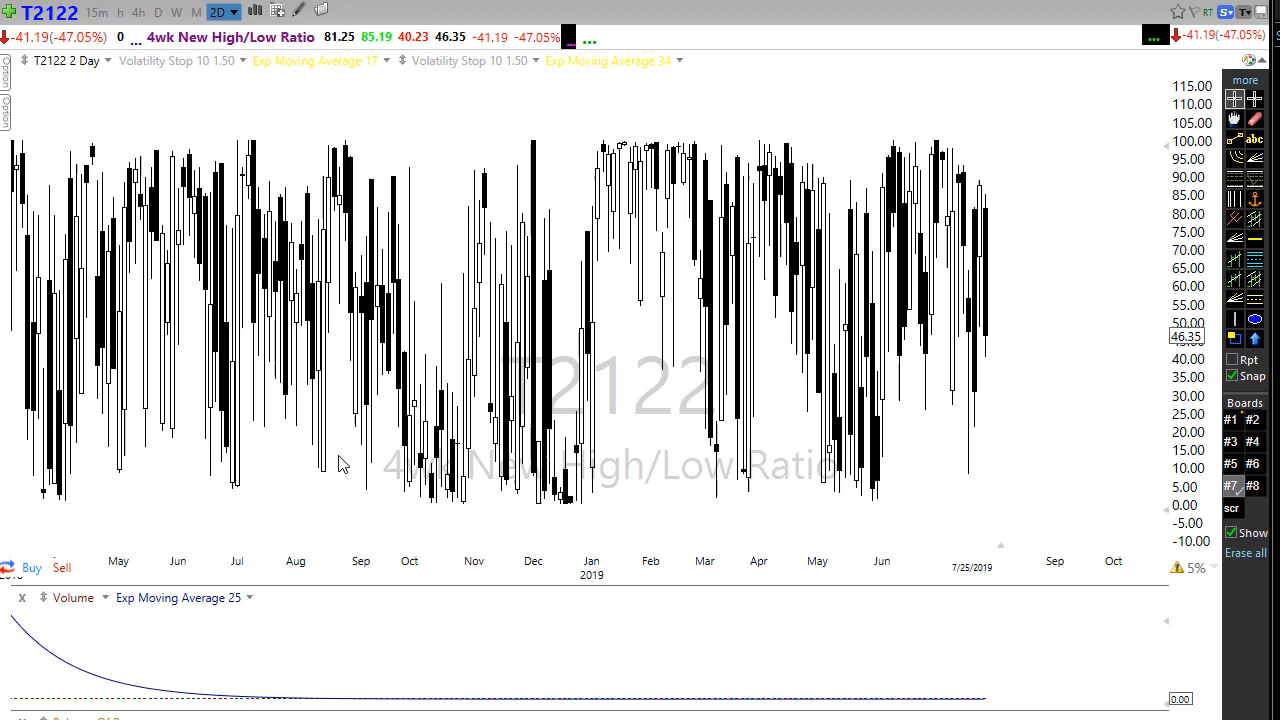 T2122 15m h 4h D W M 2D RT S T
-41.19(-47.05%) 0 ... 4wk New High/Low Ratio 81.25 85.19 40.23 46.35 -41.19 -47.05% ... ... ... -41.19(-47.05%)
Option T2122 2 Day Volatility Stop 10 1.50 Exp Moving Average 17 Volatility Stop 10 1.50 Exp Moving Average 34
Option
more
abc
115.00
110.00
105.00
100.00
95.00
90.00
85.00
80.00
75.00
70.00
65.00
60.00
55.00
50.00
46.35
40.00
35.00
30.00
25.00
20.00
15.00
10.00
5.00
0.00
-5.00
-10.00
Rpt
Snap
Boards
#1 #2
#3 #4
#5 #6
#7 #8
scr
Show
Erase all
T2122
4wk New High/Low Ratio
May Jun Jul Aug Sep Oct Nov Dec Jan Feb Mar Apr May Jun 7/25/2019 Sep Oct
2019
Buy Sell
5%
x Volume Exp Moving Average 25
0.00